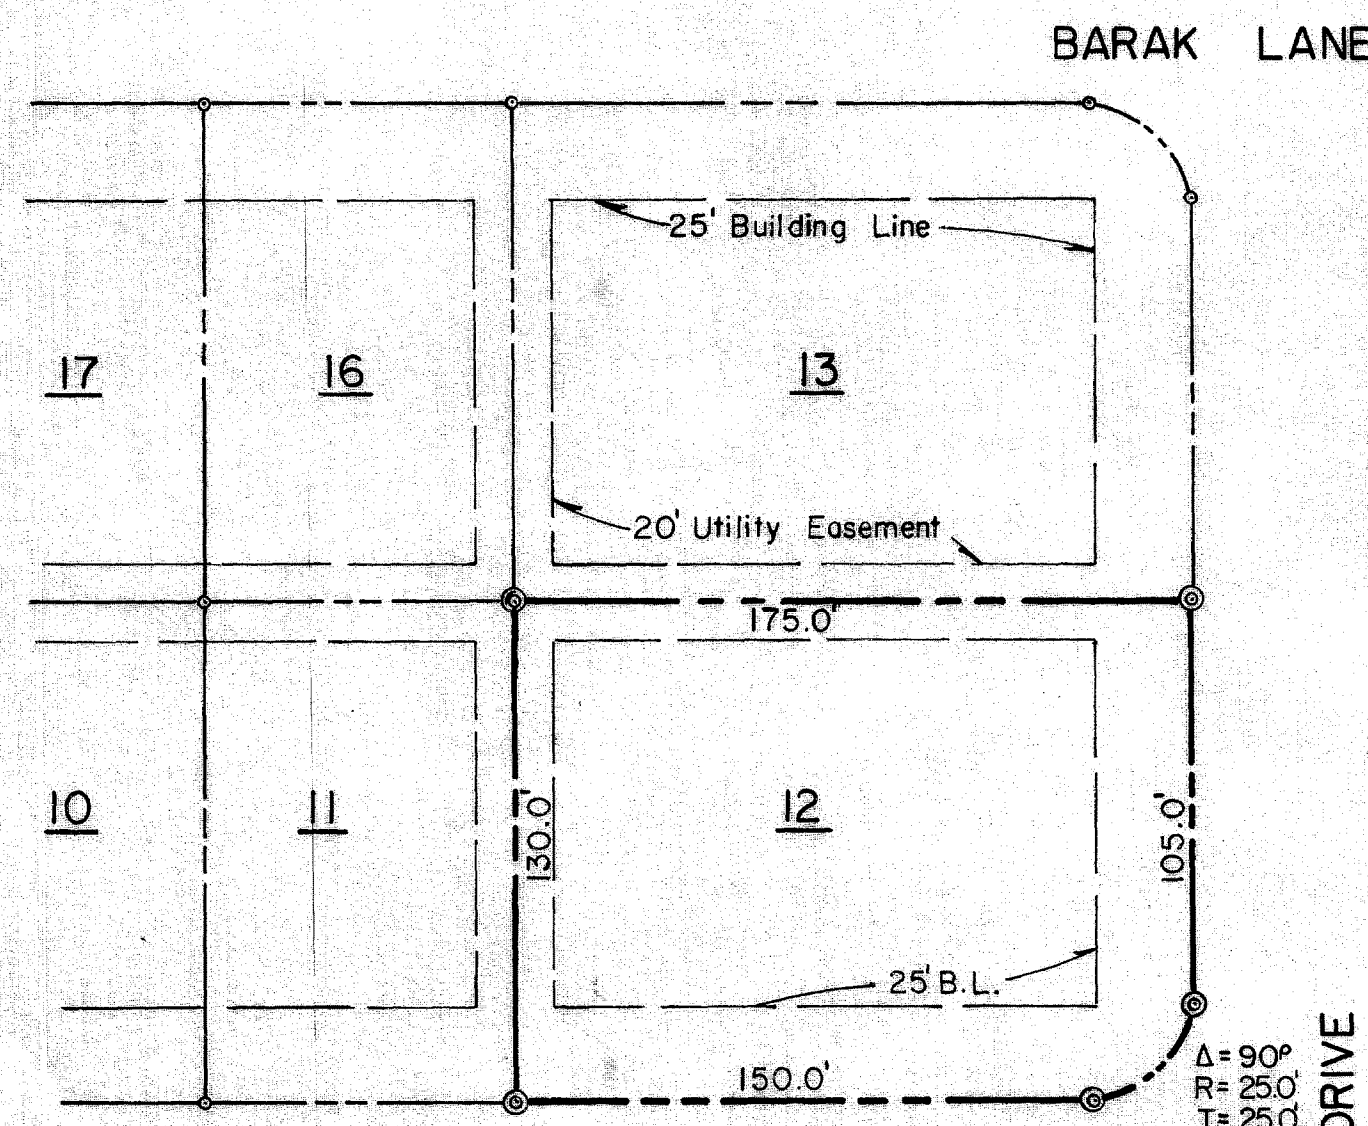 BARAK LANE
25' Building Line
17
16
13
20' Utility Easement
175.0'
10
11
12
130.0'
105.0'
25' B.L.
150.0'
Δ = 90°
R = 25.0'
T = 25.0'
DRIVE